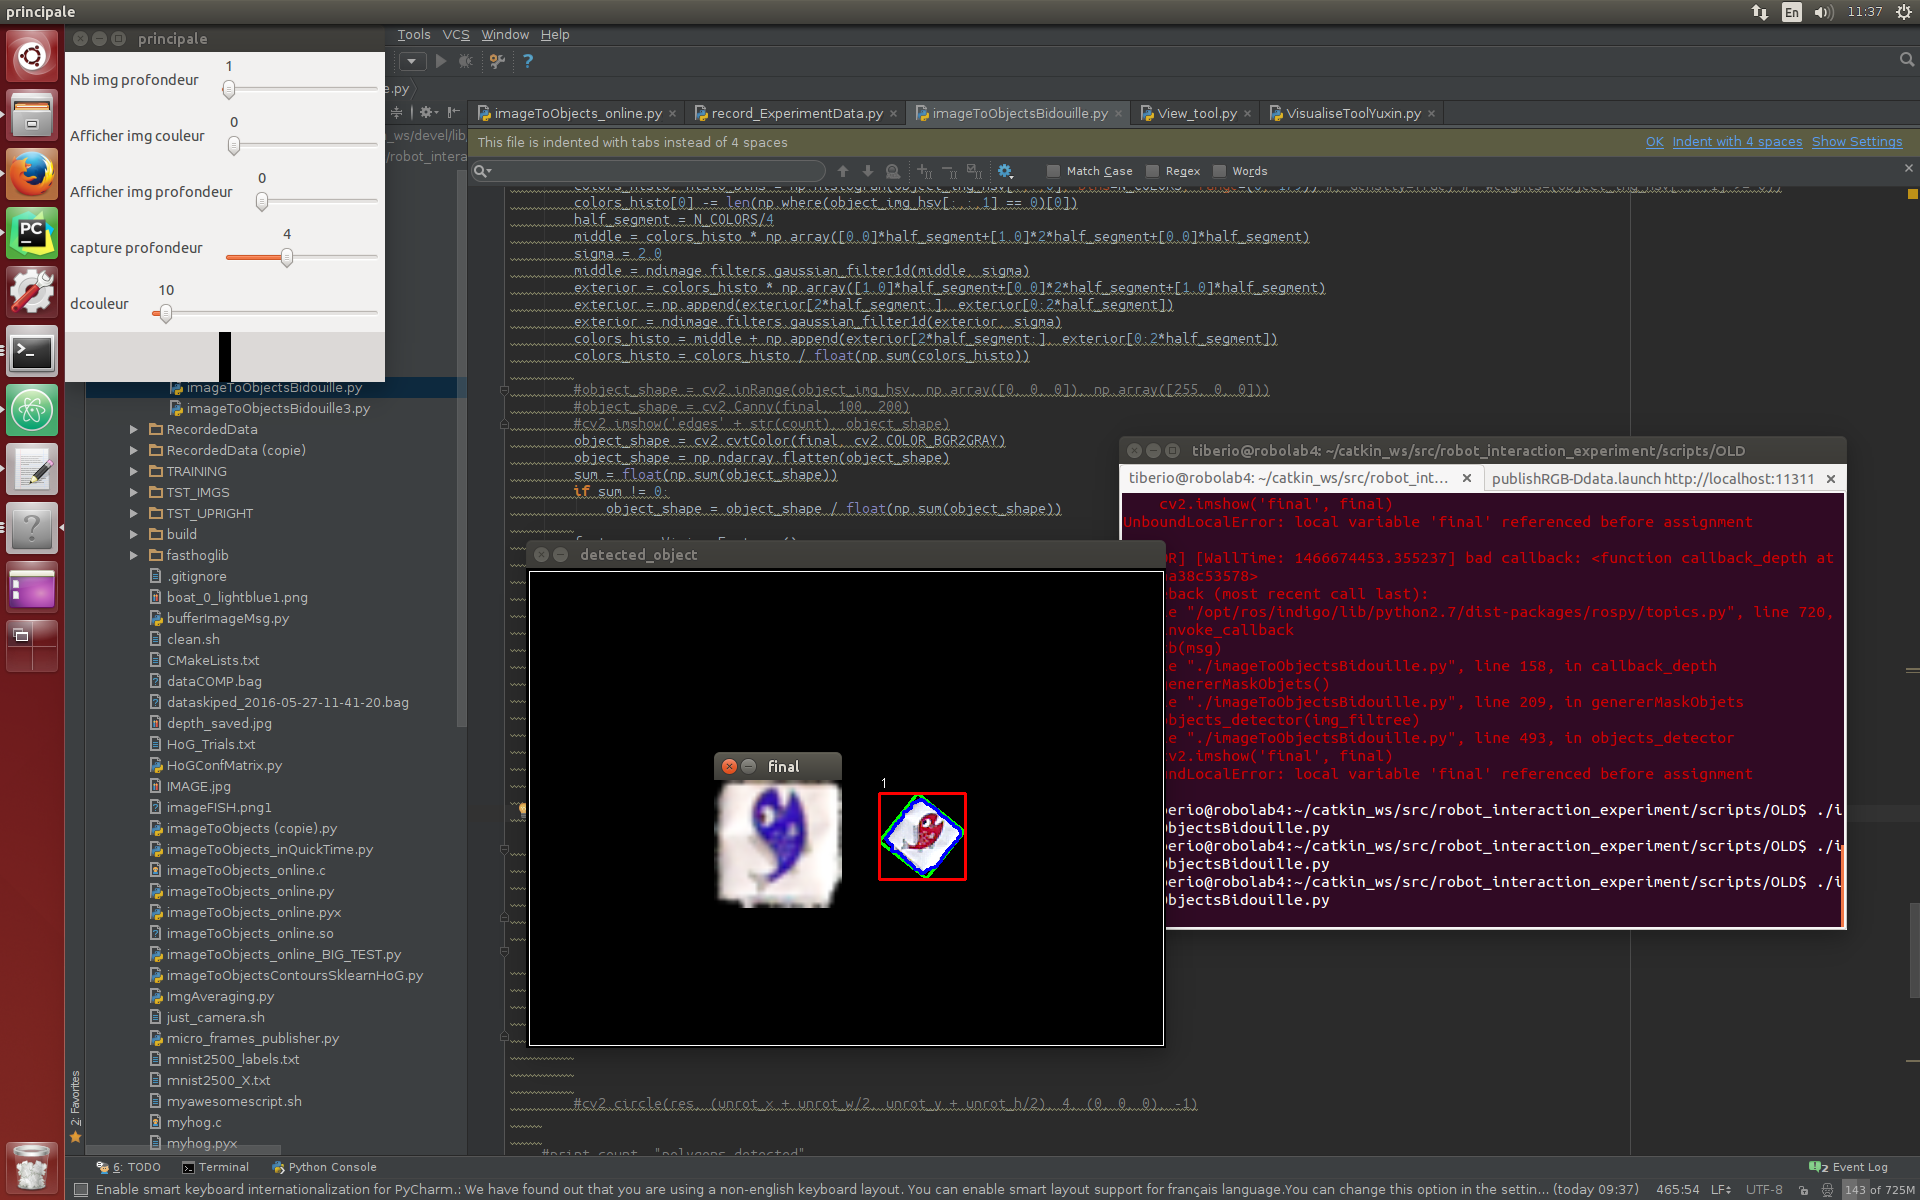 principale
En
11:37
principale
Tools VCS Window Help
Nb img profondeur
1
Afficher img couleur
0
Afficher img profondeur
0
capture profondeur
4
dcouleur
10
e.py
_ws/devel/lib
/robot_intera
imageToObjects_online.py
record_ExperimentData.py
imageToObjectsBidouille.py
View_tool.py
VisualiseToolYuxin.py
This file is indented with tabs instead of 4 spaces
OK Indent with 4 spaces Show Settings
Match Case
Regex
Words
colors_histo[0] -= len(np.where(object_img_hsv[:,:,1] == 0)[0])
half_segment = N_COLORS/4
middle = colors_histo * np.array([0.0]*half_segment+[1.0]*2*half_segment+[0.0]*half_segment)
sigma = 2.0
middle = ndimage.filters.gaussian_filter1d(middle, sigma)
exterior = colors_histo * np.array([1.0]*half_segment+[0.0]*2*half_segment+[1.0]*half_segment)
exterior = np.append(exterior[2*half_segment:], exterior[0:2*half_segment])
exterior = ndimage.filters.gaussian_filter1d(exterior, sigma)
colors_histo = middle + np.append(exterior[2*half_segment:], exterior[0:2*half_segment])
colors_histo = colors_histo / float(np.sum(colors_histo))
#object_shape = cv2.inRange(object_img_hsv, np.array([0, 0, 0]), np.array([255, 0, 0]))
#object_shape = cv2.Canny(final, 100, 200)
#cv2.imshow('edges' + str(count), object_shape)
object_shape = cv2.cvtColor(final, cv2.COLOR_BGR2GRAY)
object_shape = np.ndarray.flatten(object_shape)
sum = float(np.sum(object_shape))
if sum != 0:
object_shape = object_shape / float(np.sum(object_shape))
#cv2.circle(res, (unrot_x + unrot_w/2, unrot_y + unrot_h/2), 4, (0, 0, 0), -1)
#print count, "polygons detected"
imageToObjectsBidouille.py
imageToObjectsBidouille3.py
RecordedData
RecordedData (copie)
TRAINING
TST_IMGS
TST_UPRIGHT
build
fasthoglib
.gitignore
boat_0_lightblue1.png
bufferImageMsg.py
clean.sh
CMakeLists.txt
dataCOMP.bag
dataskiped_2016-05-27-11-41-20.bag
depth_saved.jpg
HoG_Trials.txt
HoGConfMatrix.py
IMAGE.jpg
imageFISH.png1
imageToObjects (copie).py
imageToObjects_inQuickTime.py
imageToObjects_online.c
imageToObjects_online.py
imageToObjects_online.pyx
imageToObjects_online.so
imageToObjects_online_BIG_TEST.py
imageToObjectsContoursSklearnHoG.py
ImgAveraging.py
just_camera.sh
micro_frames_publisher.py
mnist2500_labels.txt
mnist2500_X.txt
myawesomescript.sh
myhog.c
myhog.pyx
2: Favorites
detected_object
final
1
tiberio@robolab4: ~/catkin_ws/src/robot_interaction_experiment/scripts/OLD
tiberio@robolab4: ~/catkin_ws/src/robot_int...
publishRGB-Ddata.launch http://localhost:11311
cv2.imshow('final', final)
UnboundLocalError: local variable 'final' referenced before assignment
R] [WallTime: 1466674453.355237] bad callback: <function callback_depth at
a38c53578>
back (most recent call last):
e "/opt/ros/indigo/lib/python2.7/dist-packages/rospy/topics.py", line 720,
nvoke_callback
b(msg)
e "./imageToObjectsBidouille.py", line 158, in callback_depth
enererMaskObjets()
e "./imageToObjectsBidouille.py", line 209, in genererMaskObjets
bjects_detector(img_filtree)
e "./imageToObjectsBidouille.py", line 493, in objects_detector
v2.imshow('final', final)
ndLocalError: local variable 'final' referenced before assignment
berio@robolab4:~/catkin_ws/src/robot_interaction_experiment/scripts/OLD$ ./i
bjectsBidouille.py
berio@robolab4:~/catkin_ws/src/robot_interaction_experiment/scripts/OLD$ ./i
bjectsBidouille.py
berio@robolab4:~/catkin_ws/src/robot_interaction_experiment/scripts/OLD$ ./i
bjectsBidouille.py
6: TODO
Terminal
Python Console
2 Event Log
Enable smart keyboard internationalization for PyCharm.: We have found out that you are using a non-english keyboard layout. You can enable smart layout support for français language.You can change this option in the settin... (today 09:37)
465:54
LF
UTF-8
143 of 725M